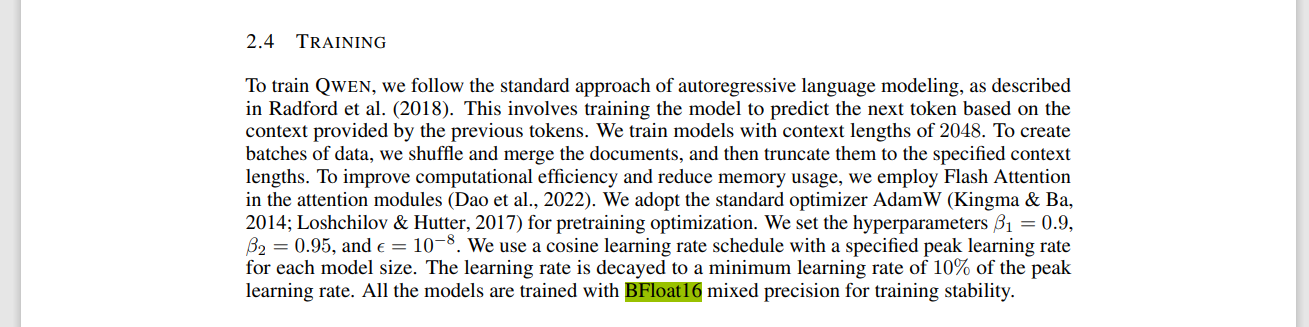 2.4 TRAINING
To train QWEN, we follow the standard approach of autoregressive language modeling, as described
in Radford et al. (2018). This involves training the model to predict the next token based on the
context provided by the previous tokens. We train models with context lengths of 2048. To create
batches of data, we shuffle and merge the documents, and then truncate them to the specified context
lengths. To improve computational efficiency and reduce memory usage, we employ Flash Attention
in the attention modules (Dao et al., 2022). We adopt the standard optimizer AdamW (Kingma & Ba,
2014; Loshchilov & Hutter, 2017) for pretraining optimization. We set the hyperparameters β₁ = 0.9,
β₂ = 0.95, and ϵ = 10⁻⁸. We use a cosine learning rate schedule with a specified peak learning rate
for each model size. The learning rate is decayed to a minimum learning rate of 10% of the peak
learning rate. All the models are trained with BFloat16 mixed precision for training stability.